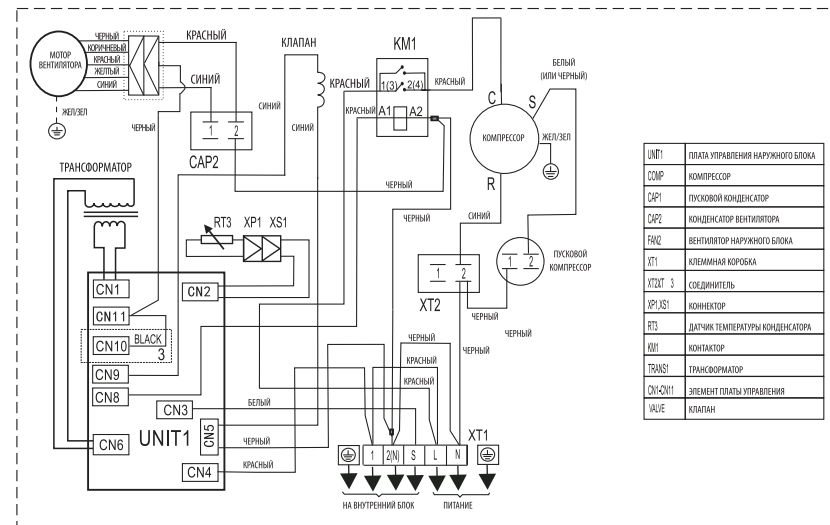 ЧЕРНЫЙ
КОРИЧНЕВЫЙ
КРАСНЫЙ
ЖЕЛТЫЙ
СИНИЙ
МОТОР
ВЕНТИЛЯТОРА
ЖЕЛ/ЗЕЛ
КРАСНЫЙ
СИНИЙ
ЧЕРНЫЙ
1 2
CAP2
КЛАПАН
СИНИЙ
СИНИЙ
KM1
КРАСНЫЙ
1(3) 2(4)
КРАСНЫЙ
КРАСНЫЙ
A1 A2
ЧЕРНЫЙ
ЧЕРНЫЙ
БЕЛЫЙ
(ИЛИ ЧЕРНЫЙ)
C
S
КОМПРЕССОР
R
ЖЕЛ/ЗЕЛ
СИНИЙ
1 2
ПУСКОВОЙ
КОМПРЕССОР
1 2
XT2
ЧЕРНЫЙ
ЧЕРНЫЙ
ЧЕРНЫЙ
ТРАНСФОРМАТОР
RT3 XP1 XS1
CN1
CN2
CN11
CN10
BLACK
3
CN9
CN8
CN3
CN5
CN6
UNIT1
CN4
БЕЛЫЙ
ЧЕРНЫЙ
КРАСНЫЙ
ЧЕРНЫЙ
КРАСНЫЙ
КРАСНЫЙ
XT1
1 2(N) S L N
НА ВНУТРЕННИЙ БЛОК
ПИТАНИЕ
UNIT1 ПЛАТА УПРАВЛЕНИЯ НАРУЖНОГО БЛОКА
COMP КОМПРЕССОР
CAP1 ПУСКОВОЙ КОНДЕНСАТОР
CAP2 КОНДЕНСАТОР ВЕНТИЛЯТОРА
FAN2 ВЕНТИЛЯТОР НАРУЖНОГО БЛОКА
XT1 КЛЕММНАЯ КОРОБКА
XT2XT 3 СОЕДИНИТЕЛЬ
XP1,XS1 КОННЕКТОР
RT3 ДАТЧИК ТЕМПЕРАТУРЫ КОНДЕНСАТОРА
KM1 КОНТАКТОР
TRANS1 ТРАНСФОРМАТОР
CN1-CN11 ЭЛЕМЕНТ ПЛАТЫ УПРАВЛЕНИЯ
VALVE КЛАПАН